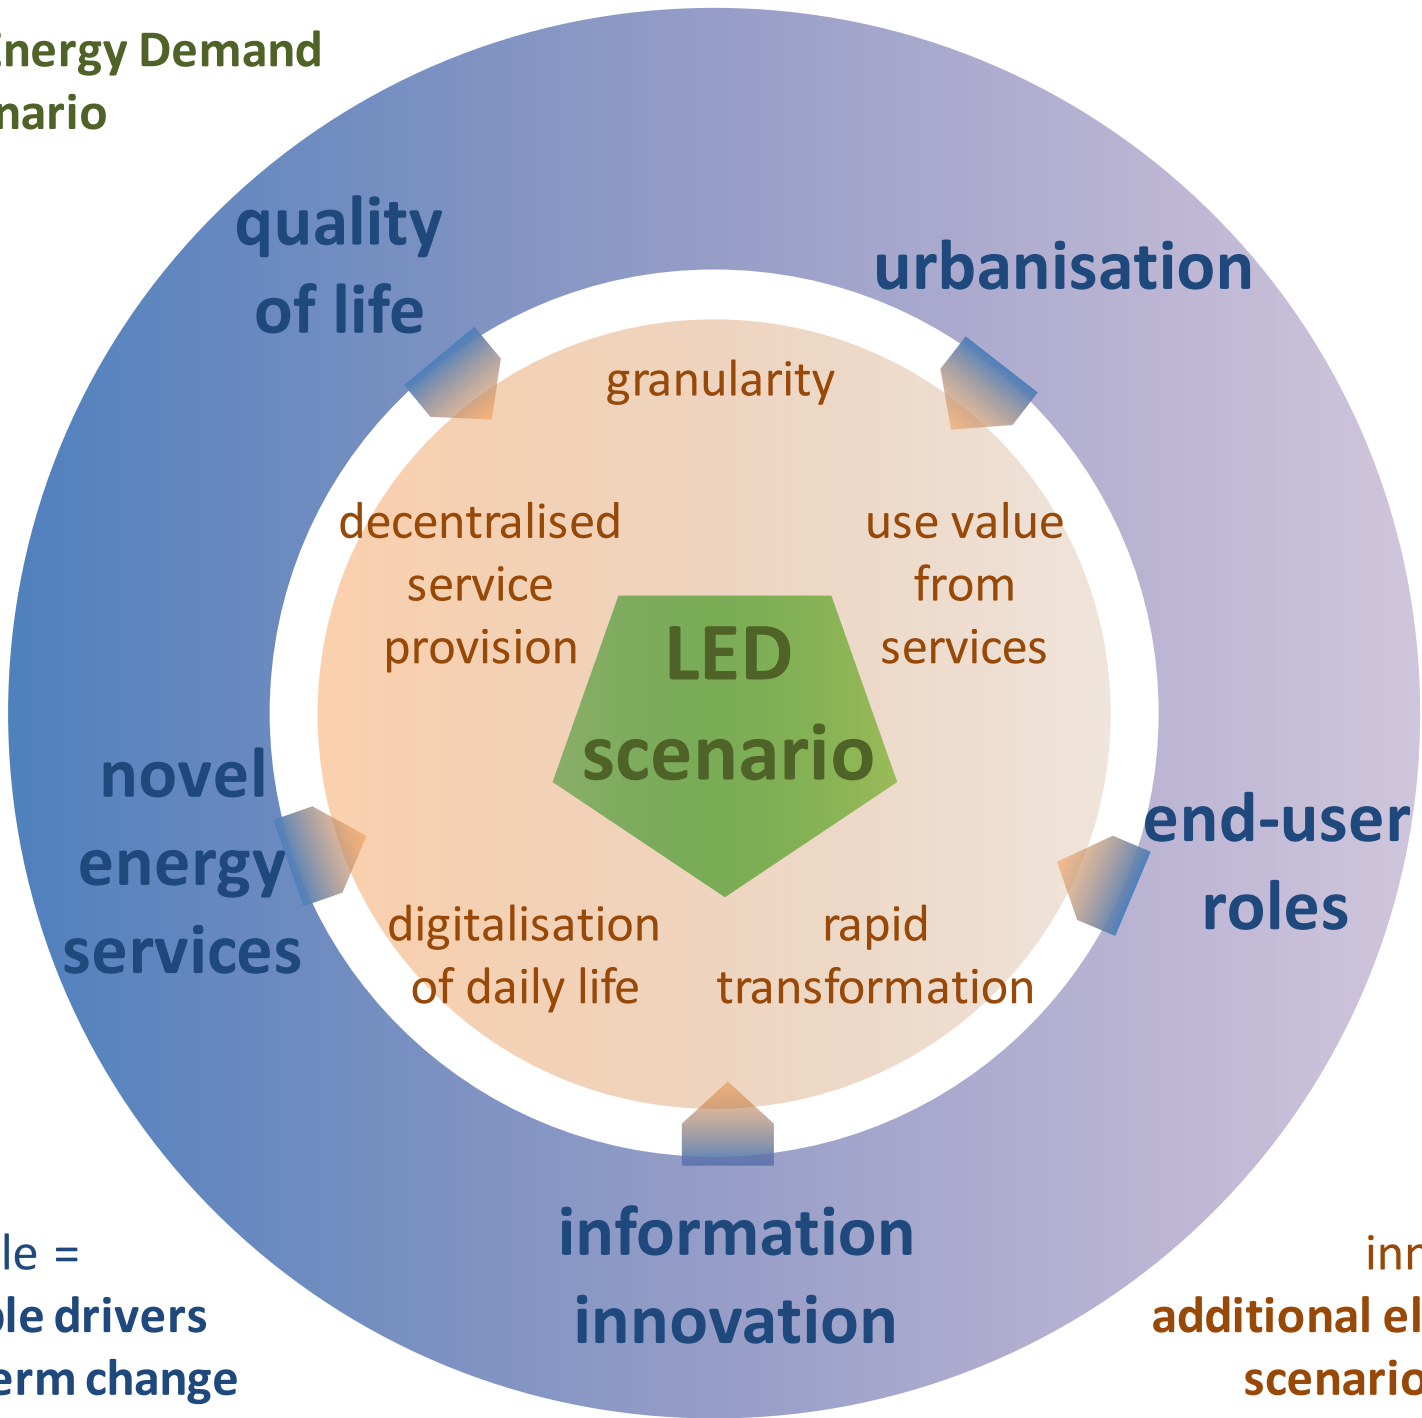 Energy Demand
nario
quality
of life
urbanisation
granularity
decentralised
service
provision
use value
from
services
LED
scenario
novel
energy
services
end-user
roles
digitalisation
of daily life
rapid
transformation
information
innovation
le =
ble drivers
erm change
inn
additional el
scenario